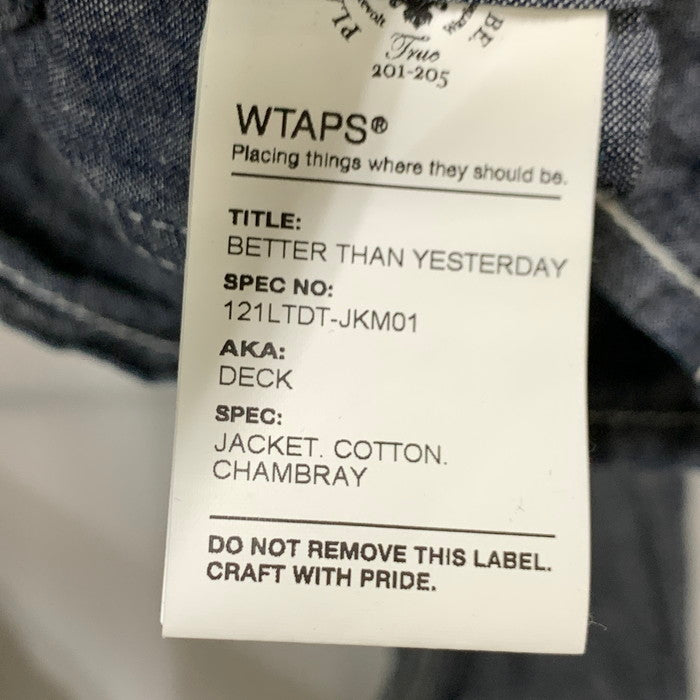 True
201-205
WTAPS®
Placing things where they should be.
TITLE:
BETTER THAN YESTERDAY
SPEC NO:
121LTDT-JKM01
AKA:
DECK
SPEC:
JACKET. COTTON.
CHAMBRAY
DO NOT REMOVE THIS LABEL.
CRAFT WITH PRIDE.